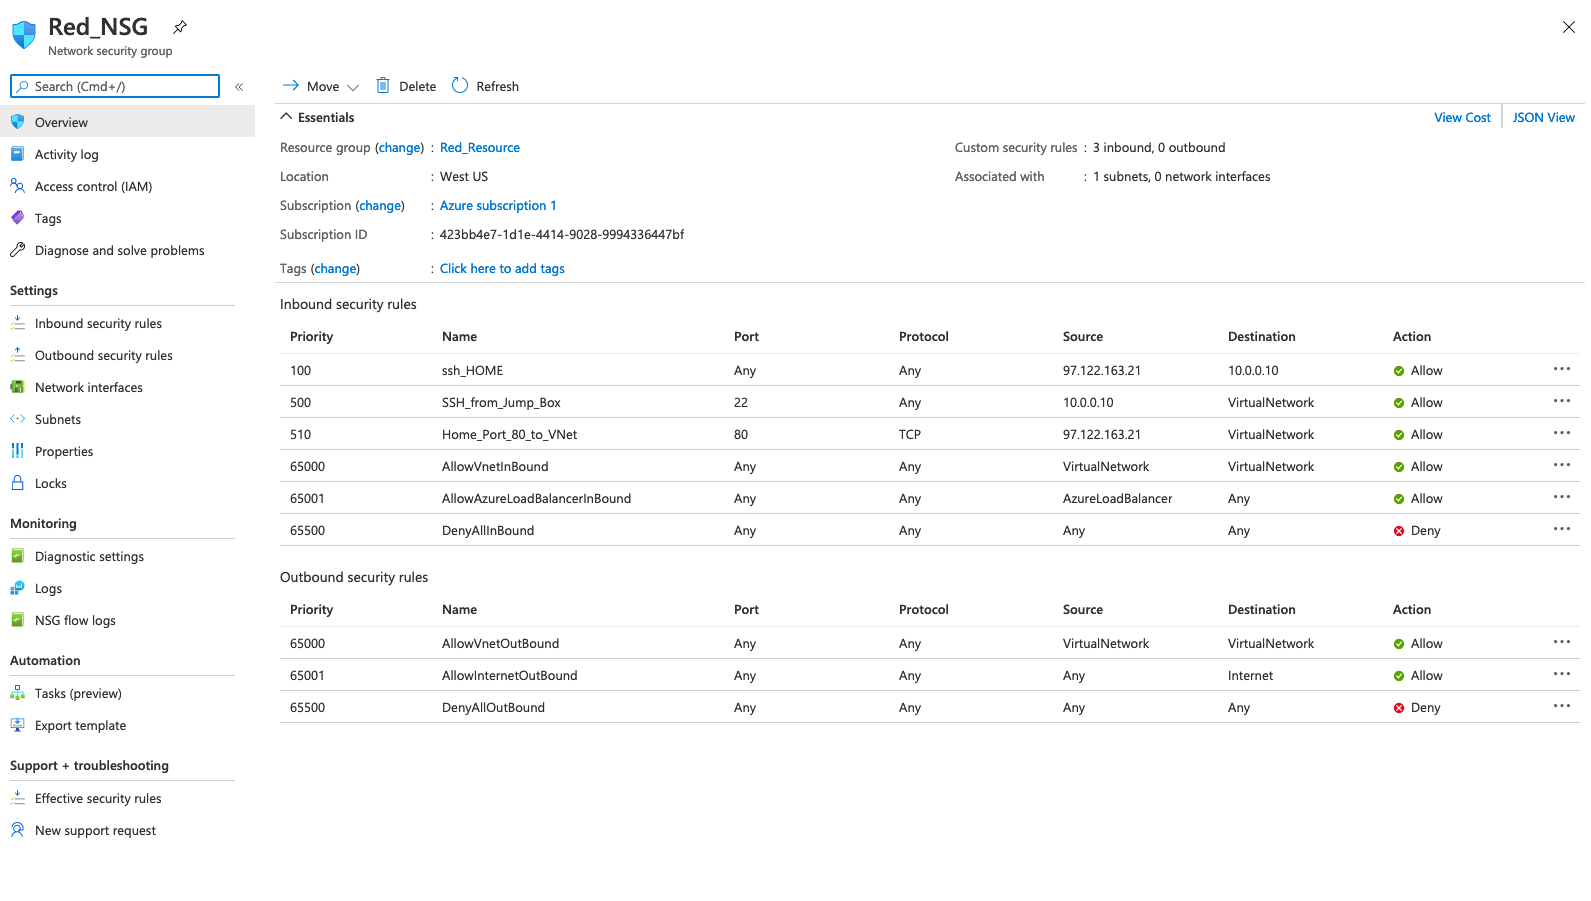 Red_NSG
Network security group
Search (Cmd+/)
«
Move
Delete
Refresh
Overview
Activity log
Access control (IAM)
Tags
Diagnose and solve problems
Settings
Inbound security rules
Outbound security rules
Network interfaces
Subnets
Properties
Locks
Monitoring
Diagnostic settings
Logs
NSG flow logs
Automation
Tasks (preview)
Export template
Support + troubleshooting
Effective security rules
New support request
Essentials
View Cost
JSON View
Resource group (change) : Red_Resource
Location : West US
Subscription (change) : Azure subscription 1
Subscription ID : 423bb4e7-1d1e-4414-9028-9994336447bf
Tags (change) : Click here to add tags
Custom security rules : 3 inbound, 0 outbound
Associated with : 1 subnets, 0 network interfaces
Inbound security rules
Priority Name Port Protocol Source Destination Action
100 ssh_HOME Any Any 97.122.163.21 10.0.0.10 Allow
500 SSH_from_Jump_Box 22 Any 10.0.0.10 VirtualNetwork Allow
510 Home_Port_80_to_VNet 80 TCP 97.122.163.21 VirtualNetwork Allow
65000 AllowVnetInBound Any Any VirtualNetwork VirtualNetwork Allow
65001 AllowAzureLoadBalancerInBound Any Any AzureLoadBalancer Any Allow
65500 DenyAllInBound Any Any Any Any Deny
Outbound security rules
Priority Name Port Protocol Source Destination Action
65000 AllowVnetOutBound Any Any VirtualNetwork VirtualNetwork Allow
65001 AllowInternetOutBound Any Any Any Internet Allow
65500 DenyAllOutBound Any Any Any Any Deny